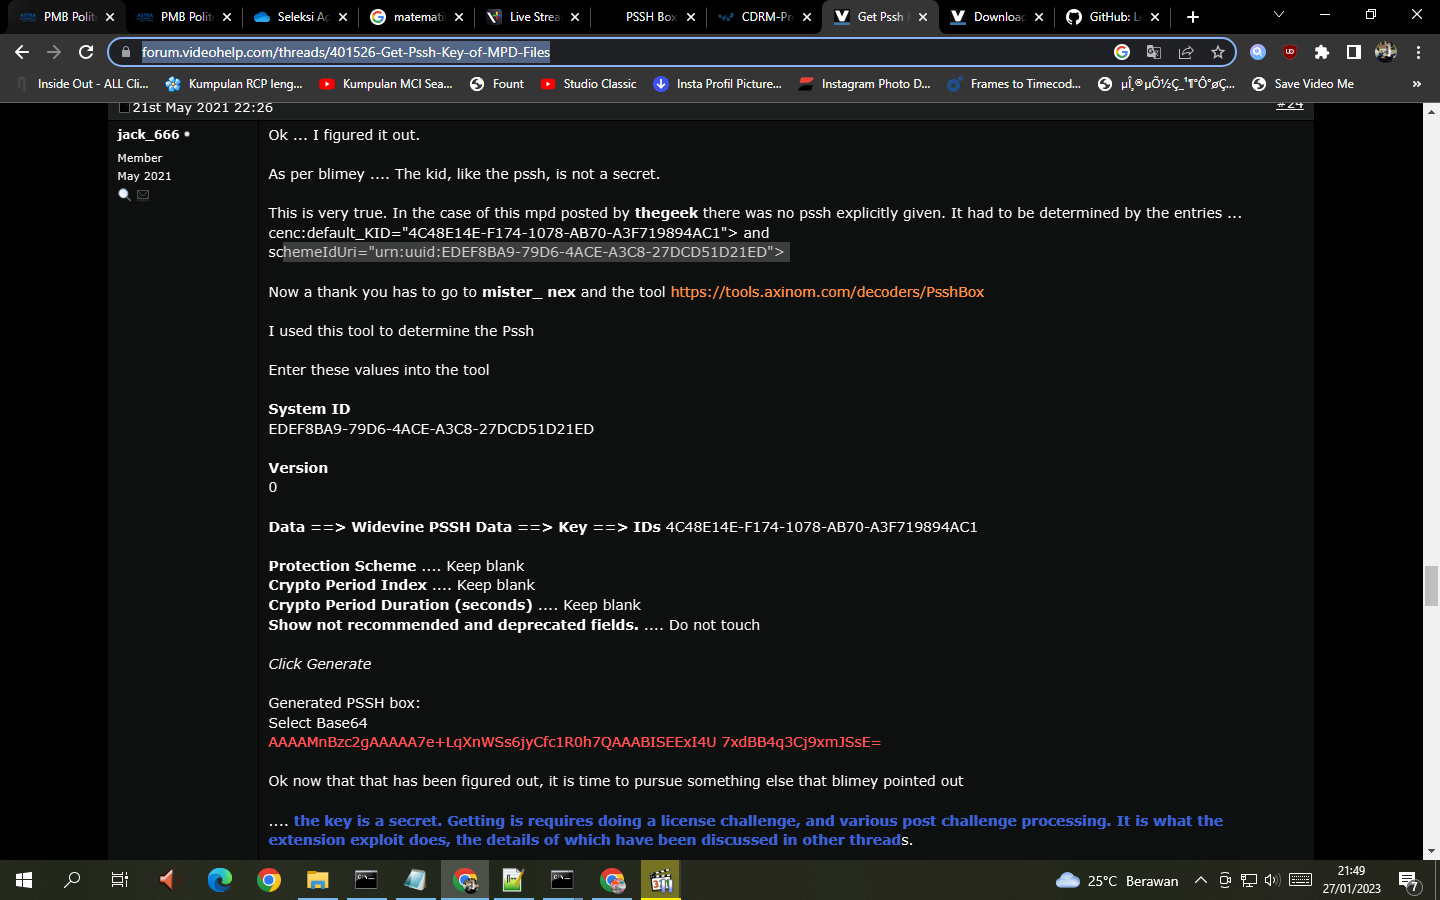 PMB Polite
PMB Polite
Seleksi Ac
matemati
Live Strea
PSSH Box
CDRM-Pr
Get Pssh
Downloa
GitHub: L
forum.videohelp.com/threads/401526-Get-Pssh-Key-of-MPD-Files
Inside Out - ALL Cli...
Kumpulan RCP leng...
Kumpulan MCI Sea...
Fount
Studio Classic
Insta Profil Picture...
Instagram Photo D...
Frames to Timecod...
Save Video Me
»
21st May 2021 22:26
#24
jack_666
Member
May 2021
Ok ... I figured it out.
As per blimey .... The kid, like the pssh, is not a secret.
This is very true. In the case of this mpd posted by thegeek there was no pssh explicitly given. It had to be determined by the entries ...
cenc:default_KID="4C48E14E-F174-1078-AB70-A3F719894AC1"> and
schemeIdUri="urn:uuid:EDEF8BA9-79D6-4ACE-A3C8-27DCD51D21ED">
Now a thank you has to go to mister_ nex and the tool https://tools.axinom.com/decoders/PsshBox
I used this tool to determine the Pssh
Enter these values into the tool
System ID
EDEF8BA9-79D6-4ACE-A3C8-27DCD51D21ED
Version
0
Data ==> Widevine PSSH Data ==> Key ==> IDs 4C48E14E-F174-1078-AB70-A3F719894AC1
Protection Scheme .... Keep blank
Crypto Period Index .... Keep blank
Crypto Period Duration (seconds) .... Keep blank
Show not recommended and deprecated fields. .... Do not touch
Click Generate
Generated PSSH box:
Select Base64
AAAAMnBzc2gAAAAA7e+LqXnWSs6jyCfc1R0h7QAAABISEExI4U 7xdBB4q3Cj9xmJSsE=
Ok now that that has been figured out, it is time to pursue something else that blimey pointed out
.... the key is a secret. Getting is requires doing a license challenge, and various post challenge processing. It is what the
extension exploit does, the details of which have been discussed in other threads.
25°C Berawan
21:49
27/01/2023
7